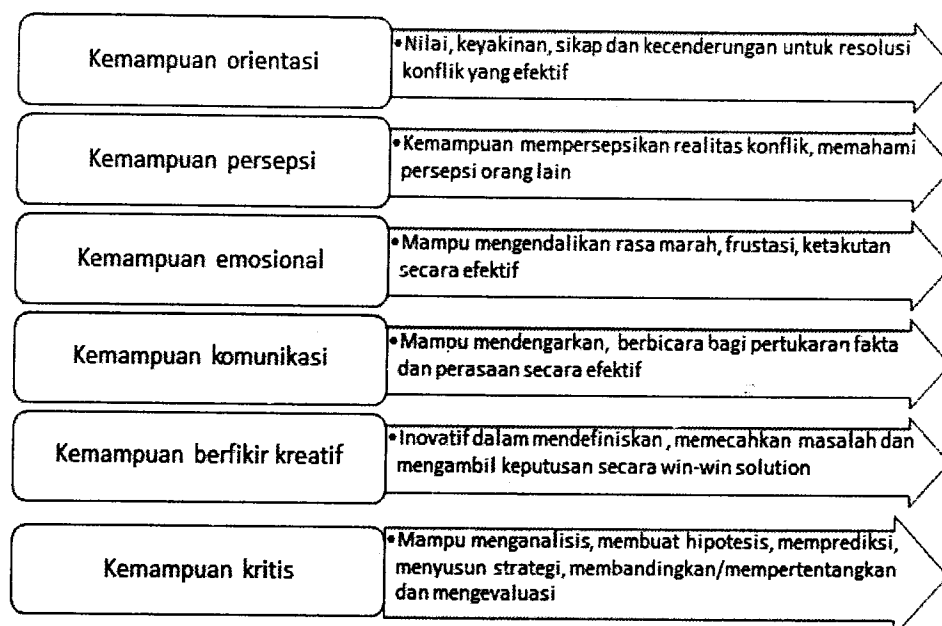 Kemampuan orientasi
•Nilai, keyakinan, sikap dan kecenderungan untuk resolusi
konflik yang efektif
Kemampuan persepsi
•Kemampuan mempersepsikan realitas konflik, memahami
persepsi orang lain
Kemampuan emosional
•Mampu mengendalikan rasa marah, frustasi, ketakutan
secara efektif
Kemampuan komunikasi
•Mampu mendengarkan, berbicara bagi pertukaran fakta
dan perasaan secara efektif
Kemampuan berfikir kreatif
•Inovatif dalam mendefiniskan , memecahkan masalah dan
mengambil keputusan secara win-win solution
Kemampuan kritis
•Mampu menganalisis, membuat hipotesis, memprediksi,
menyusun strategi, membandingkan/mempertentangkan
dan mengevaluasi